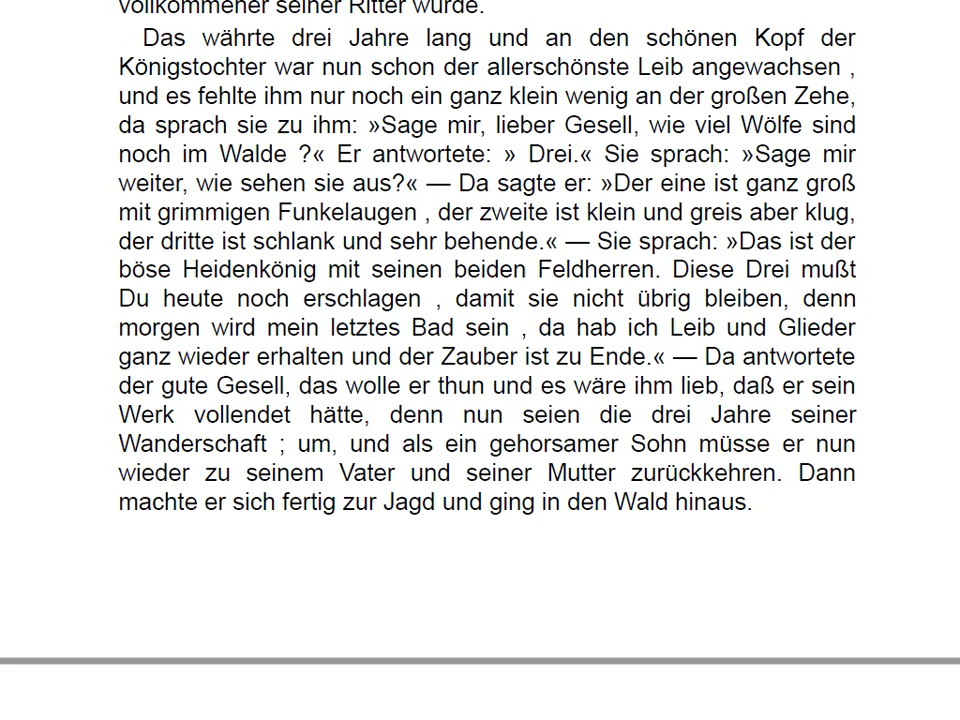 vollkommener seiner Ritter wurde.
Das währte drei Jahre lang und an den schönen Kopf der
Königstochter war nun schon der allerschönste Leib angewachsen ,
und es fehlte ihm nur noch ein ganz klein wenig an der großen Zehe,
da sprach sie zu ihm: »Sage mir, lieber Gesell, wie viel Wölfe sind
noch im Walde ?« Er antwortete: » Drei.« Sie sprach: »Sage mir
weiter, wie sehen sie aus?« — Da sagte er: »Der eine ist ganz groß
mit grimmigen Funkelaugen , der zweite ist klein und greis aber klug,
der dritte ist schlank und sehr behende.« — Sie sprach: »Das ist der
böse Heidenkönig mit seinen beiden Feldherren. Diese Drei mußt
Du heute noch erschlagen , damit sie nicht übrig bleiben, denn
morgen wird mein letztes Bad sein , da hab ich Leib und Glieder
ganz wieder erhalten und der Zauber ist zu Ende.« — Da antwortete
der gute Gesell, das wolle er thun und es wäre ihm lieb, daß er sein
Werk vollendet hätte, denn nun seien die drei Jahre seiner
Wanderschaft ; um, und als ein gehorsamer Sohn müsse er nun
wieder zu seinem Vater und seiner Mutter zurückkehren. Dann
machte er sich fertig zur Jagd und ging in den Wald hinaus.